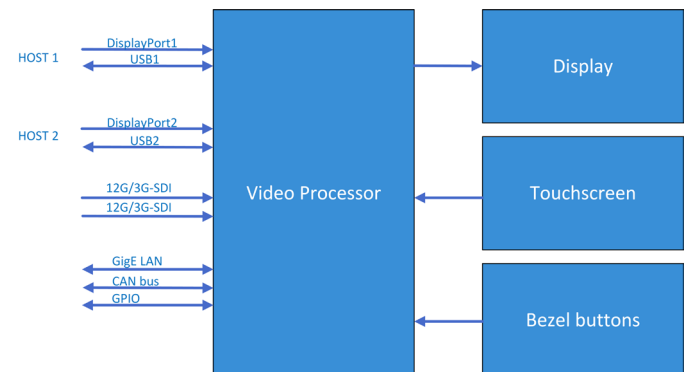 HOST 1
DisplayPort1
USB1
HOST 2
DisplayPort2
USB2
12G/3G-SDI
12G/3G-SDI
GigE LAN
CAN bus
GPIO
Video Processor
Display
Touchscreen
Bezel buttons